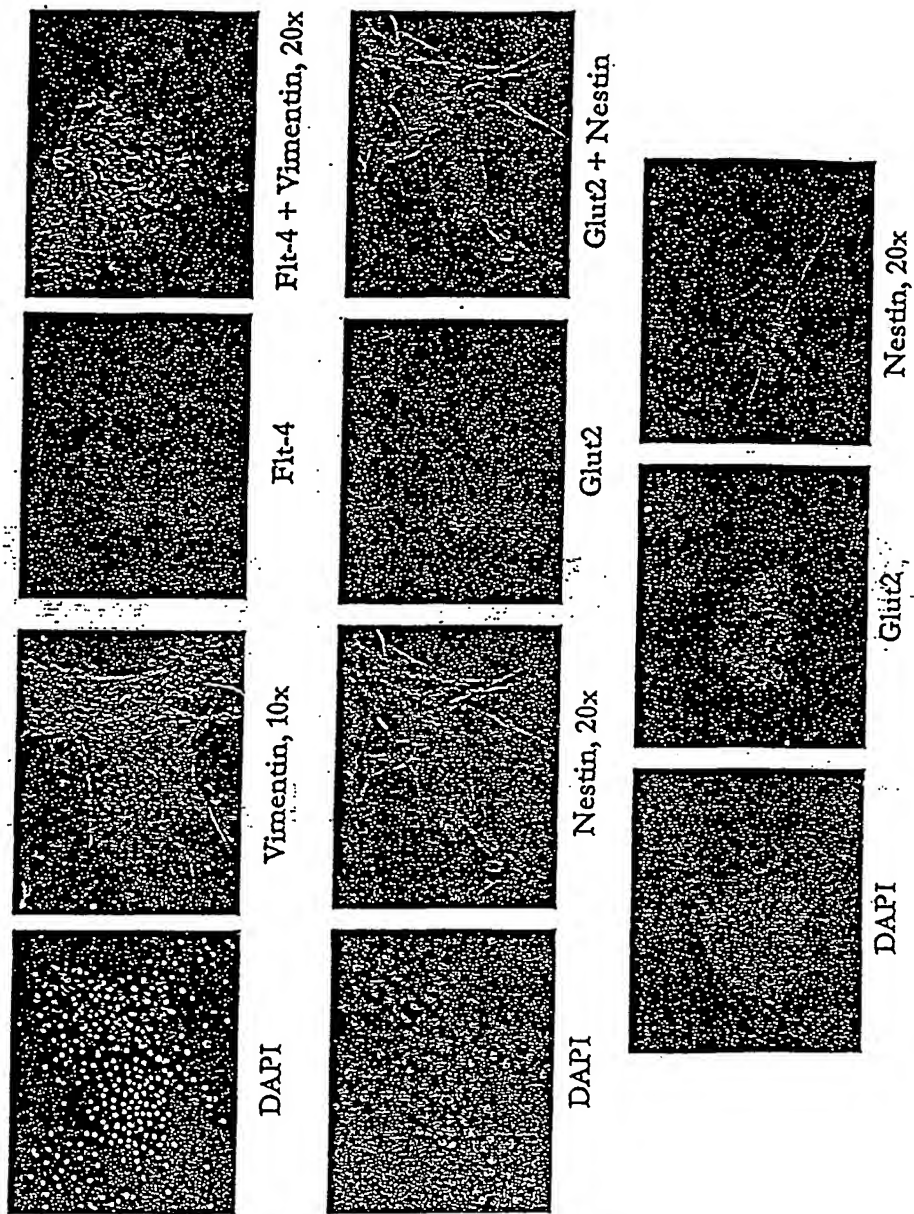 DAPI
Vimentin, 10x
Flt-4
Flt-4 + Vimentin, 20x
DAPI
Nestin, 20x
Glut2
Glut2 + Nestin
DAPI
Glut2
Nestin, 20x